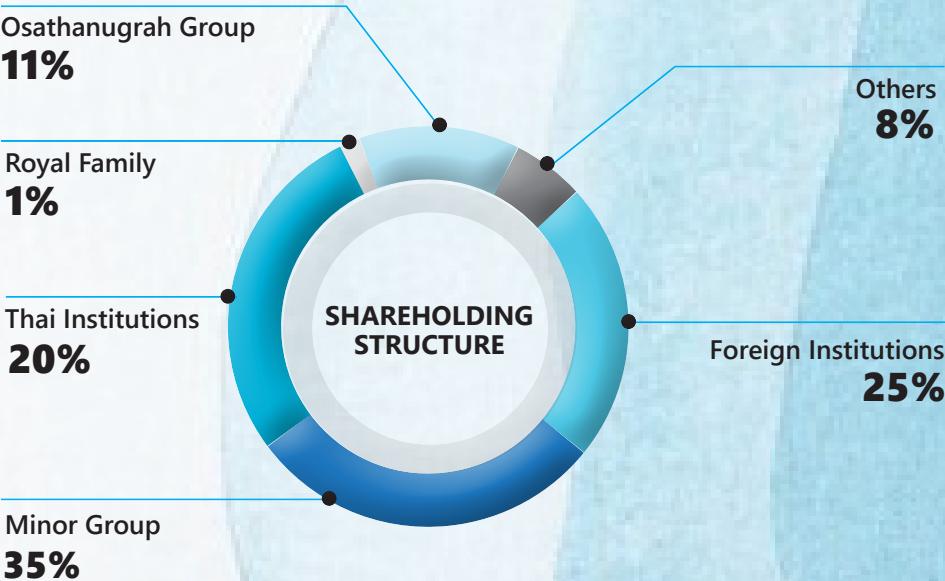 Osathanugrah Group
11%
Others
8%
Royal Family
1%
SHAREHOLDING
STRUCTURE
Thai Institutions
20%
Foreign Institutions
25%
Minor Group
35%